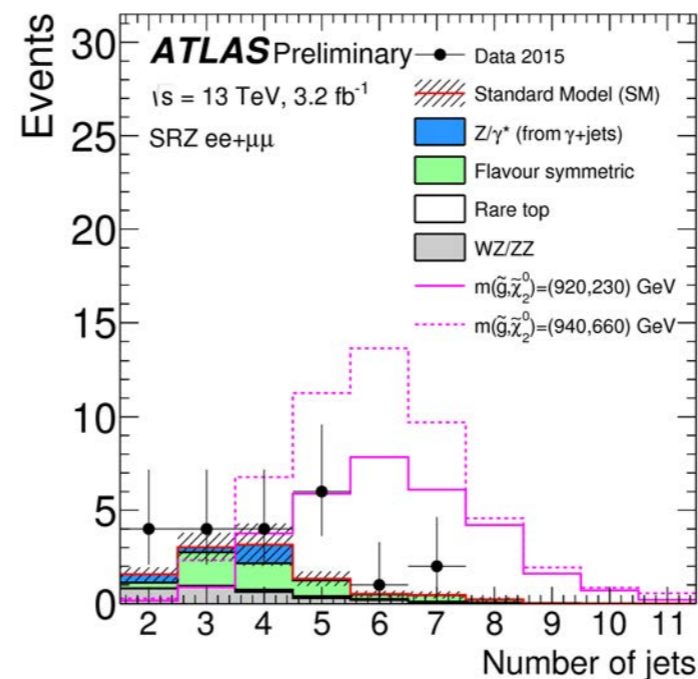 Events
30
25
20
15
10
5
0
ATLAS Preliminary
√s = 13 TeV, 3.2 fb⁻¹
SRZ ee+μμ
Data 2015
Standard Model (SM)
Z/γ* (from γ+jets)
Flavour symmetric
Rare top
WZ/ZZ
m(g̃,χ̃⁰₂)=(920,230) GeV
m(g̃,χ̃⁰₂)=(940,660) GeV
2 3 4 5 6 7 8 9 10 11
Number of jets